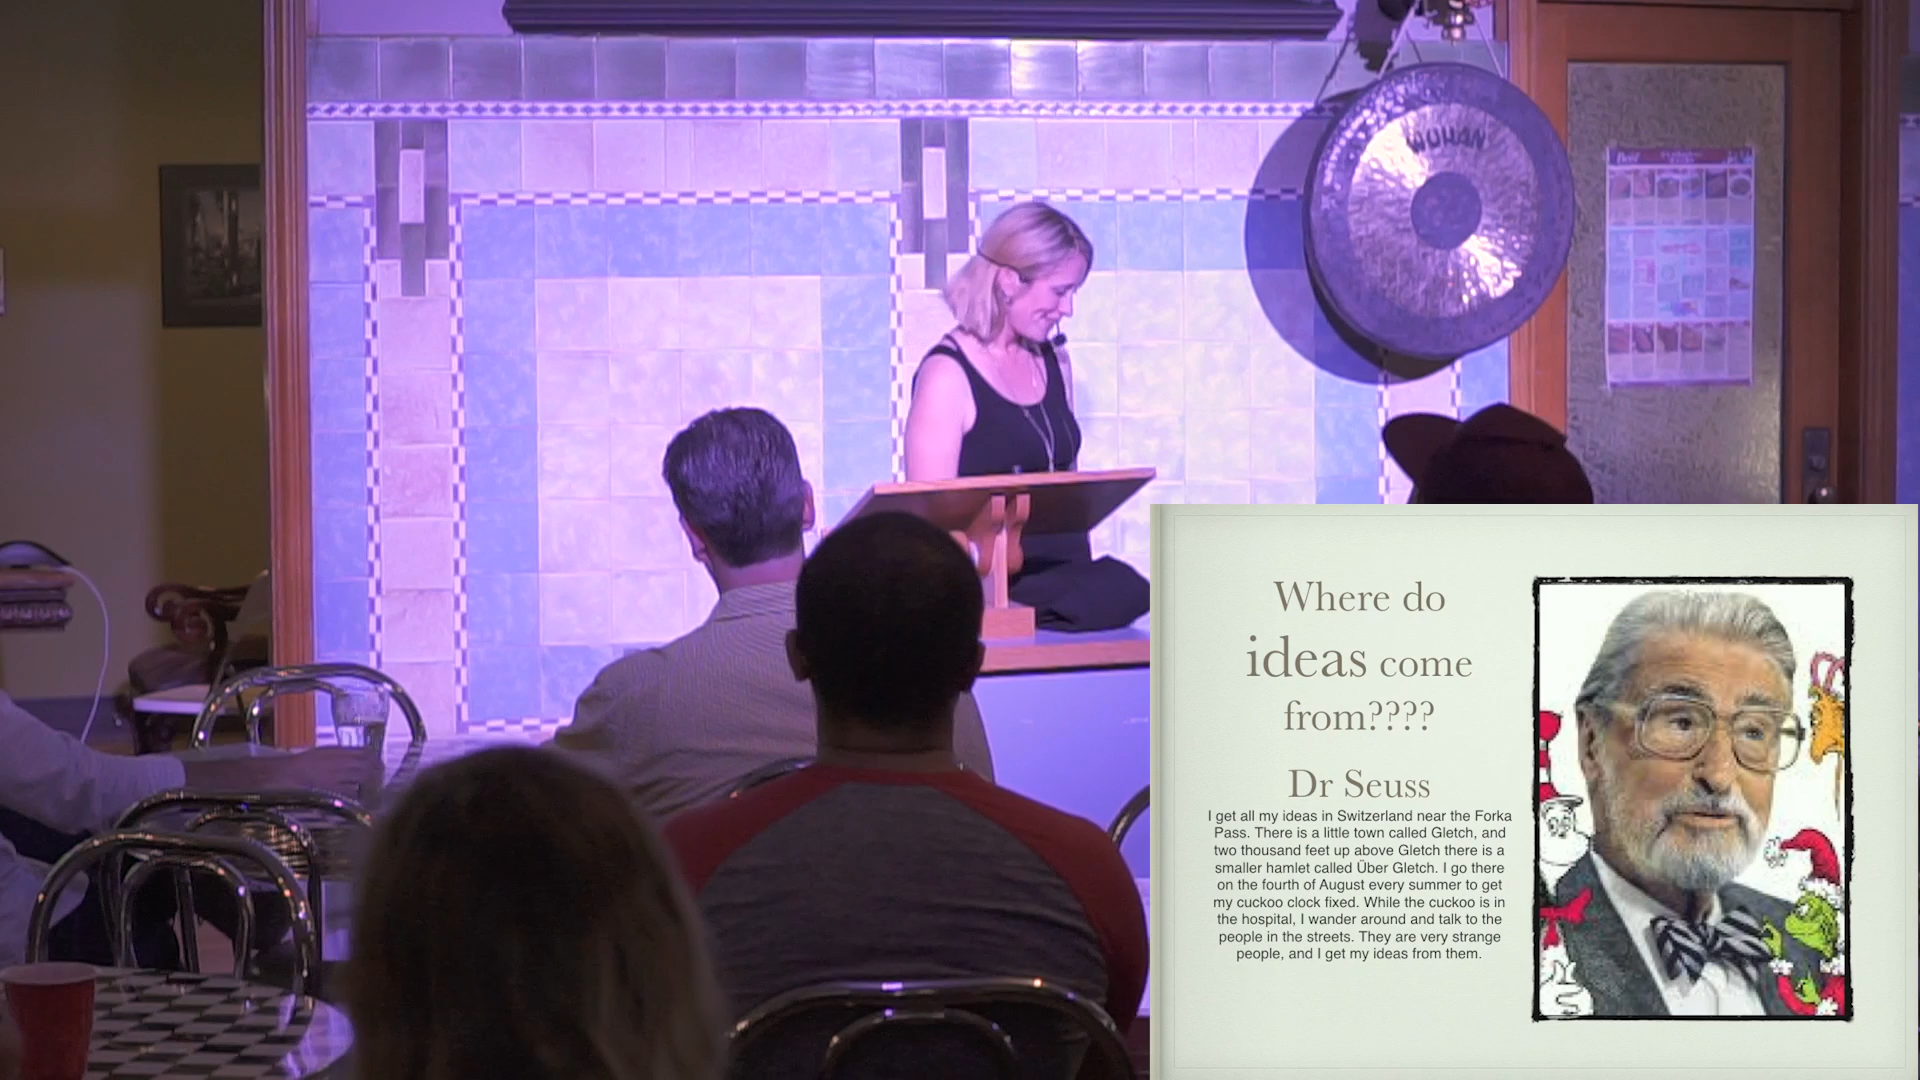 WUHAN
Where do
ideas come
from????
Dr Seuss
I get all my ideas in Switzerland near the Forka
Pass. There is a little town called Gletch, and
two thousand feet up above Gletch there is a
smaller hamlet called Über Gletch. I go there
on the fourth of August every summer to get
my cuckoo clock fixed. While the cuckoo is in
the hospital, I wander around and talk to the
people in the streets. They are very strange
people, and I get my ideas from them.